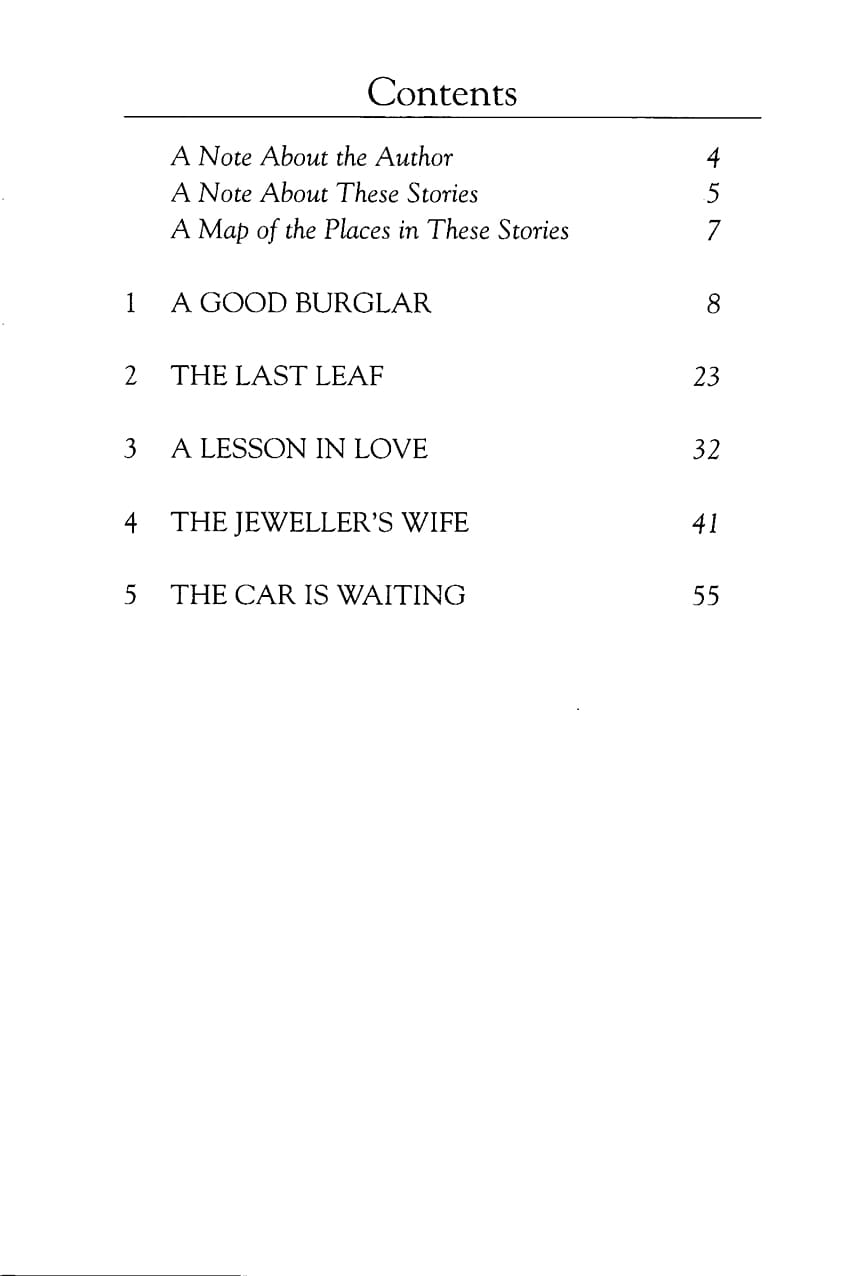 Contents
A Note About the Author 4
A Note About These Stories 5
A Map of the Places in These Stories 7
1 A GOOD BURGLAR 8
2 THE LAST LEAF 23
3 A LESSON IN LOVE 32
4 THE JEWELLER'S WIFE 41
5 THE CAR IS WAITING 55